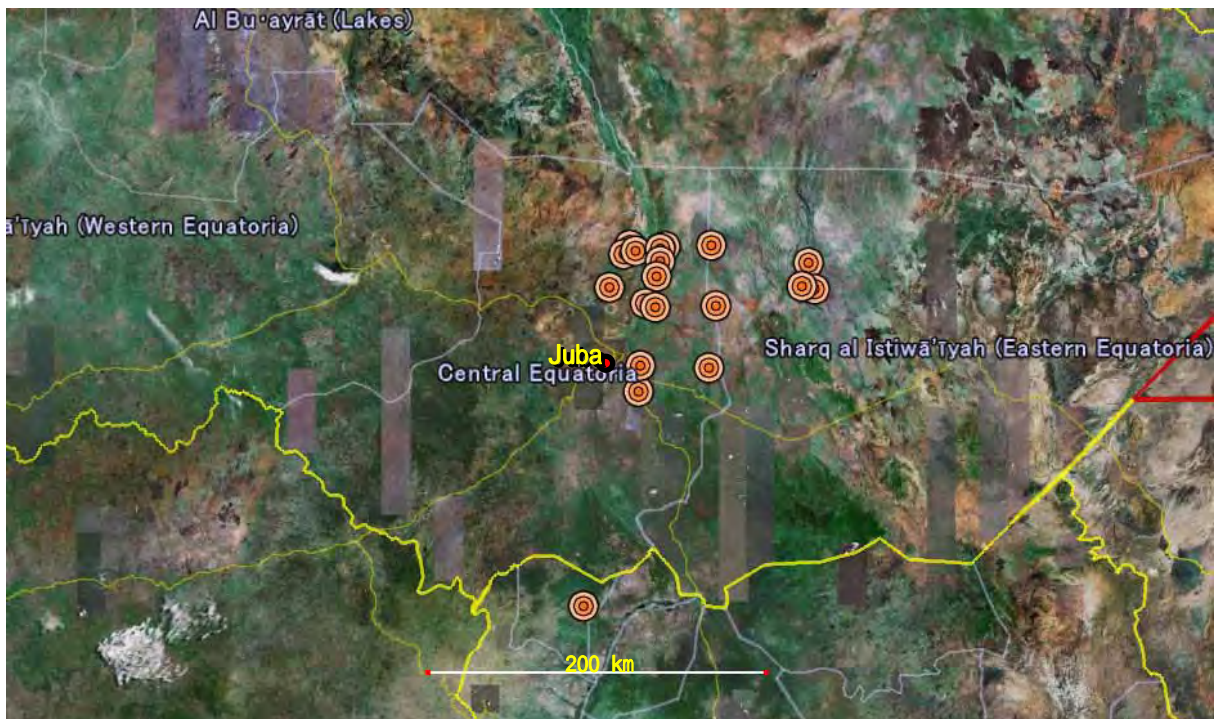 Al Bu·ayrāt (Lakes)
ā'īyah (Western Equatoria)
Juba
Sharq al Istiwā'īyah (Eastern Equatoria)
Central Equatoria
200 km